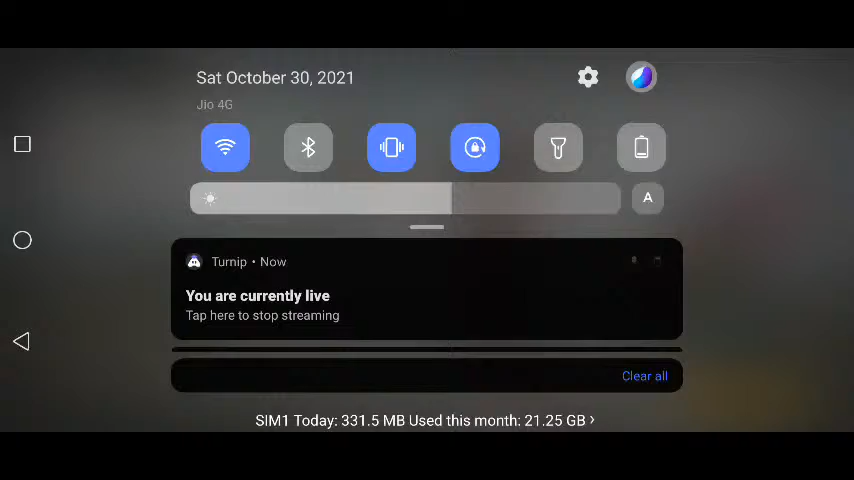 Sat October 30, 2021
Jio 4G
A
Turnip • Now
You are currently live
Tap here to stop streaming
Clear all
SIM1 Today: 331.5 MB Used this month: 21.25 GB ›